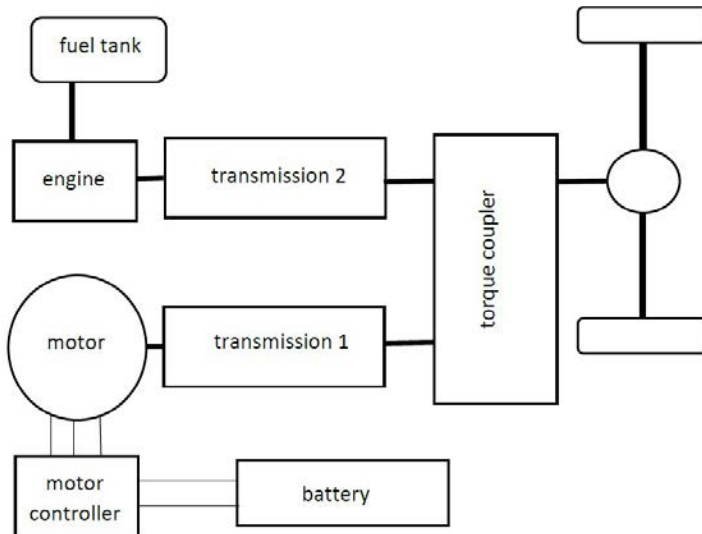 fuel tank
engine
transmission 2
torque coupler
motor
transmission 1
motor
controller
battery